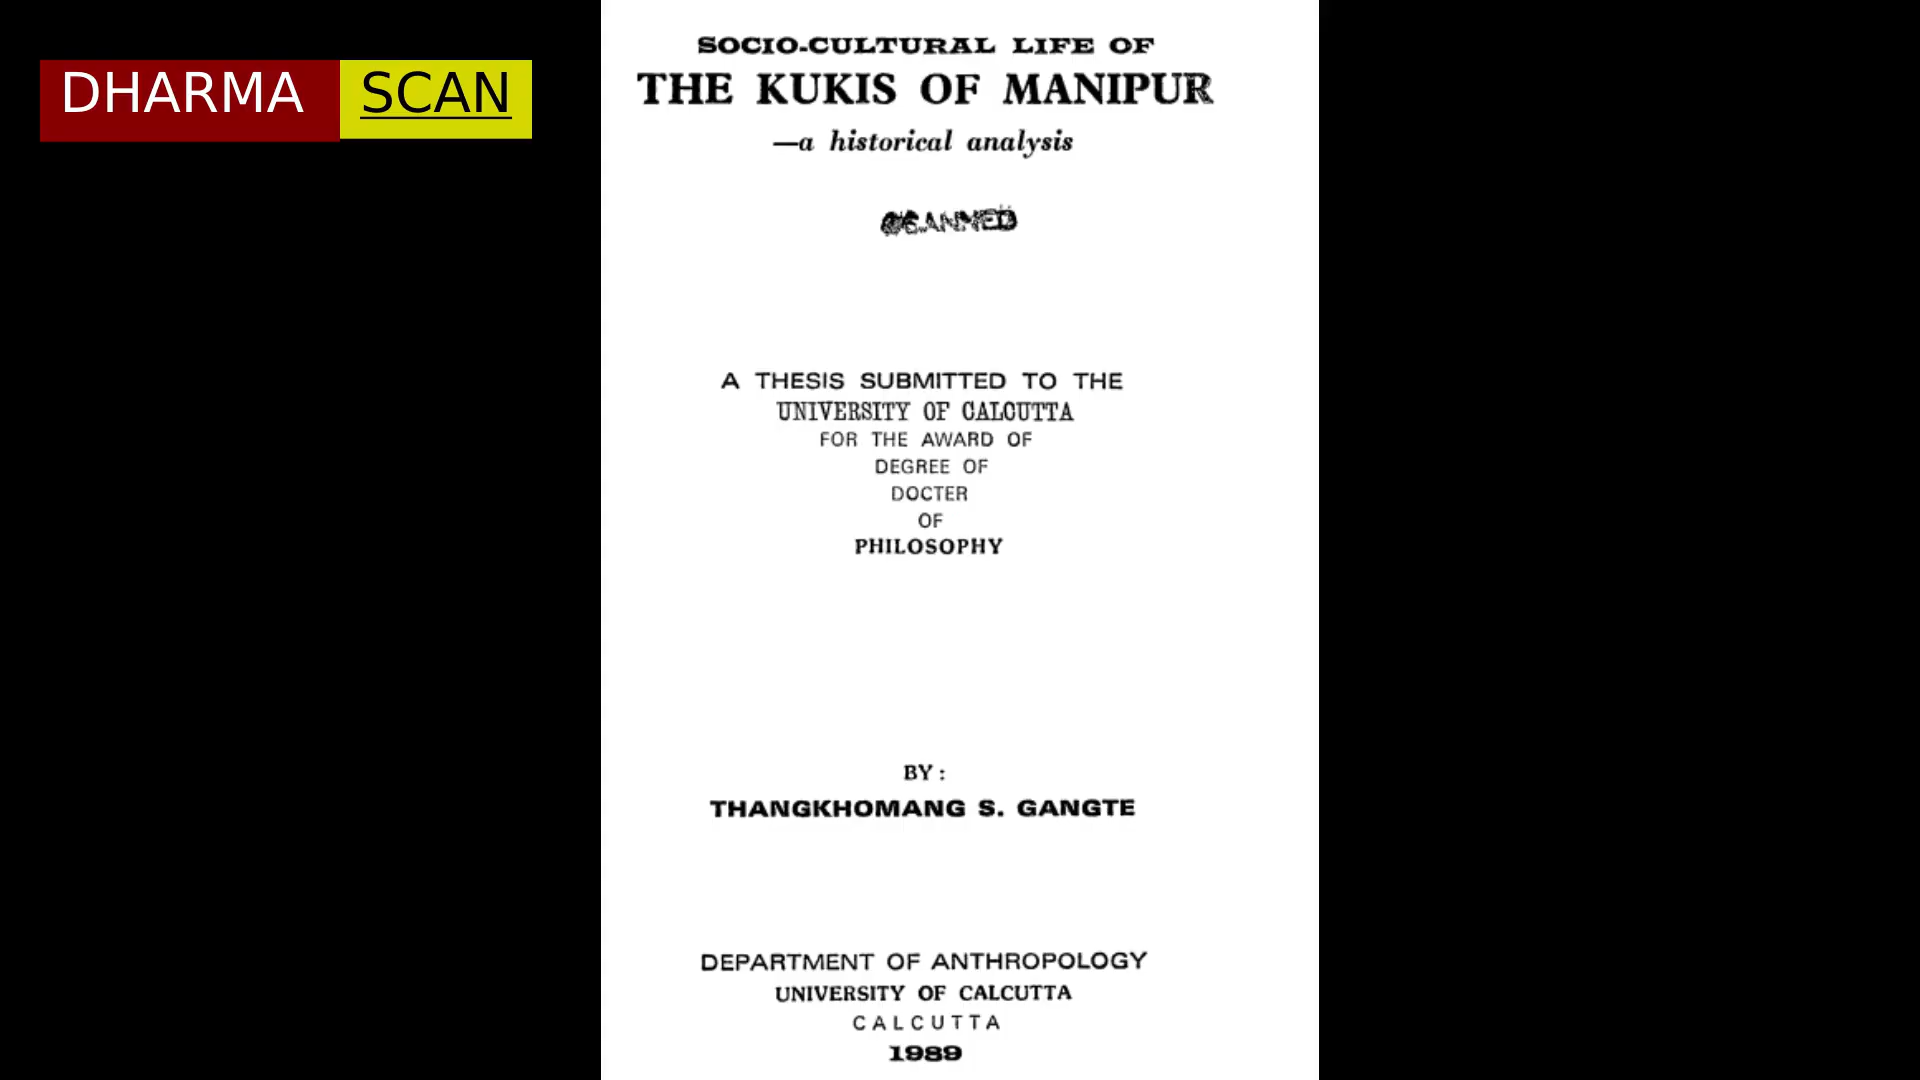 DHARMA SCAN
SOCIO-CULTURAL LIFE OF
THE KUKIS OF MANIPUR
—a historical analysis
SCANNED
A THESIS SUBMITTED TO THE
UNIVERSITY OF CALCUTTA
FOR THE AWARD OF
DEGREE OF
DOCTER
OF
PHILOSOPHY
BY :
THANGKHOMANG S. GANGTE
DEPARTMENT OF ANTHROPOLOGY
UNIVERSITY OF CALCUTTA
CALCUTTA
1989